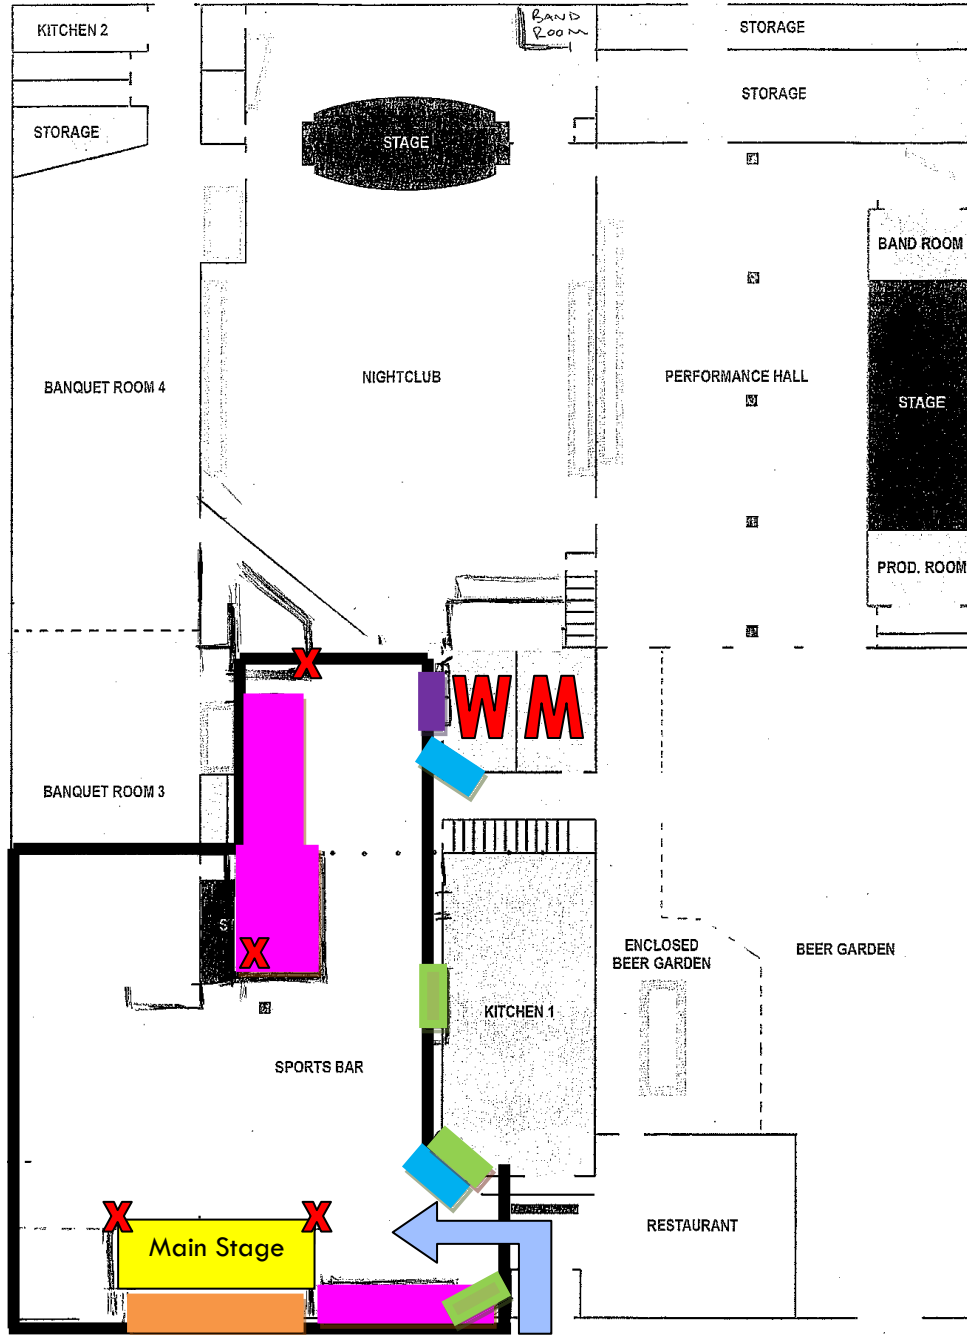 KITCHEN 2
BAND
ROOM
STORAGE
STORAGE
STORAGE
STAGE
BAND ROOM
BANQUET ROOM 4
NIGHTCLUB
PERFORMANCE HALL
STAGE
PROD. ROOM
X
W M
BANQUET ROOM 3
X
ENCLOSED
BEER GARDEN
BEER GARDEN
KITCHEN 1
SPORTS BAR
X
X
Main Stage
RESTAURANT